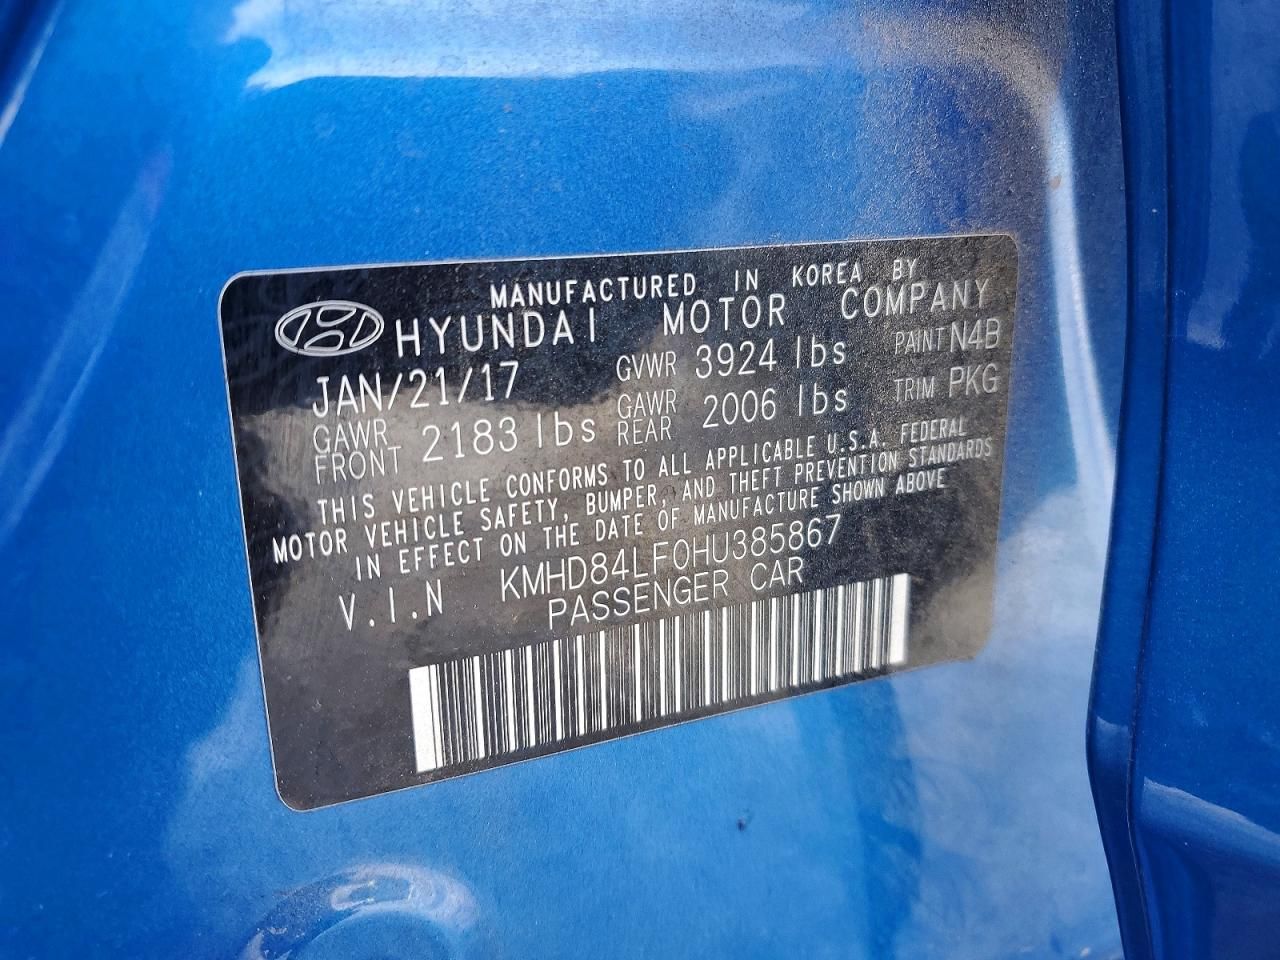 MANUFACTURED IN KOREA BY
HYUNDAI MOTOR COMPANY
JAN/21/17 GVWR 3924 lbs PAINT N4B
GAWR FRONT 2183 lbs GAWR REAR 2006 lbs TRIM PKG
THIS VEHICLE CONFORMS TO ALL APPLICABLE U.S.A. FEDERAL
MOTOR VEHICLE SAFETY, BUMPER, AND THEFT PREVENTION STANDARDS
IN EFFECT ON THE DATE OF MANUFACTURE SHOWN ABOVE
V.I.N KMHD84LF0HU385867
PASSENGER CAR